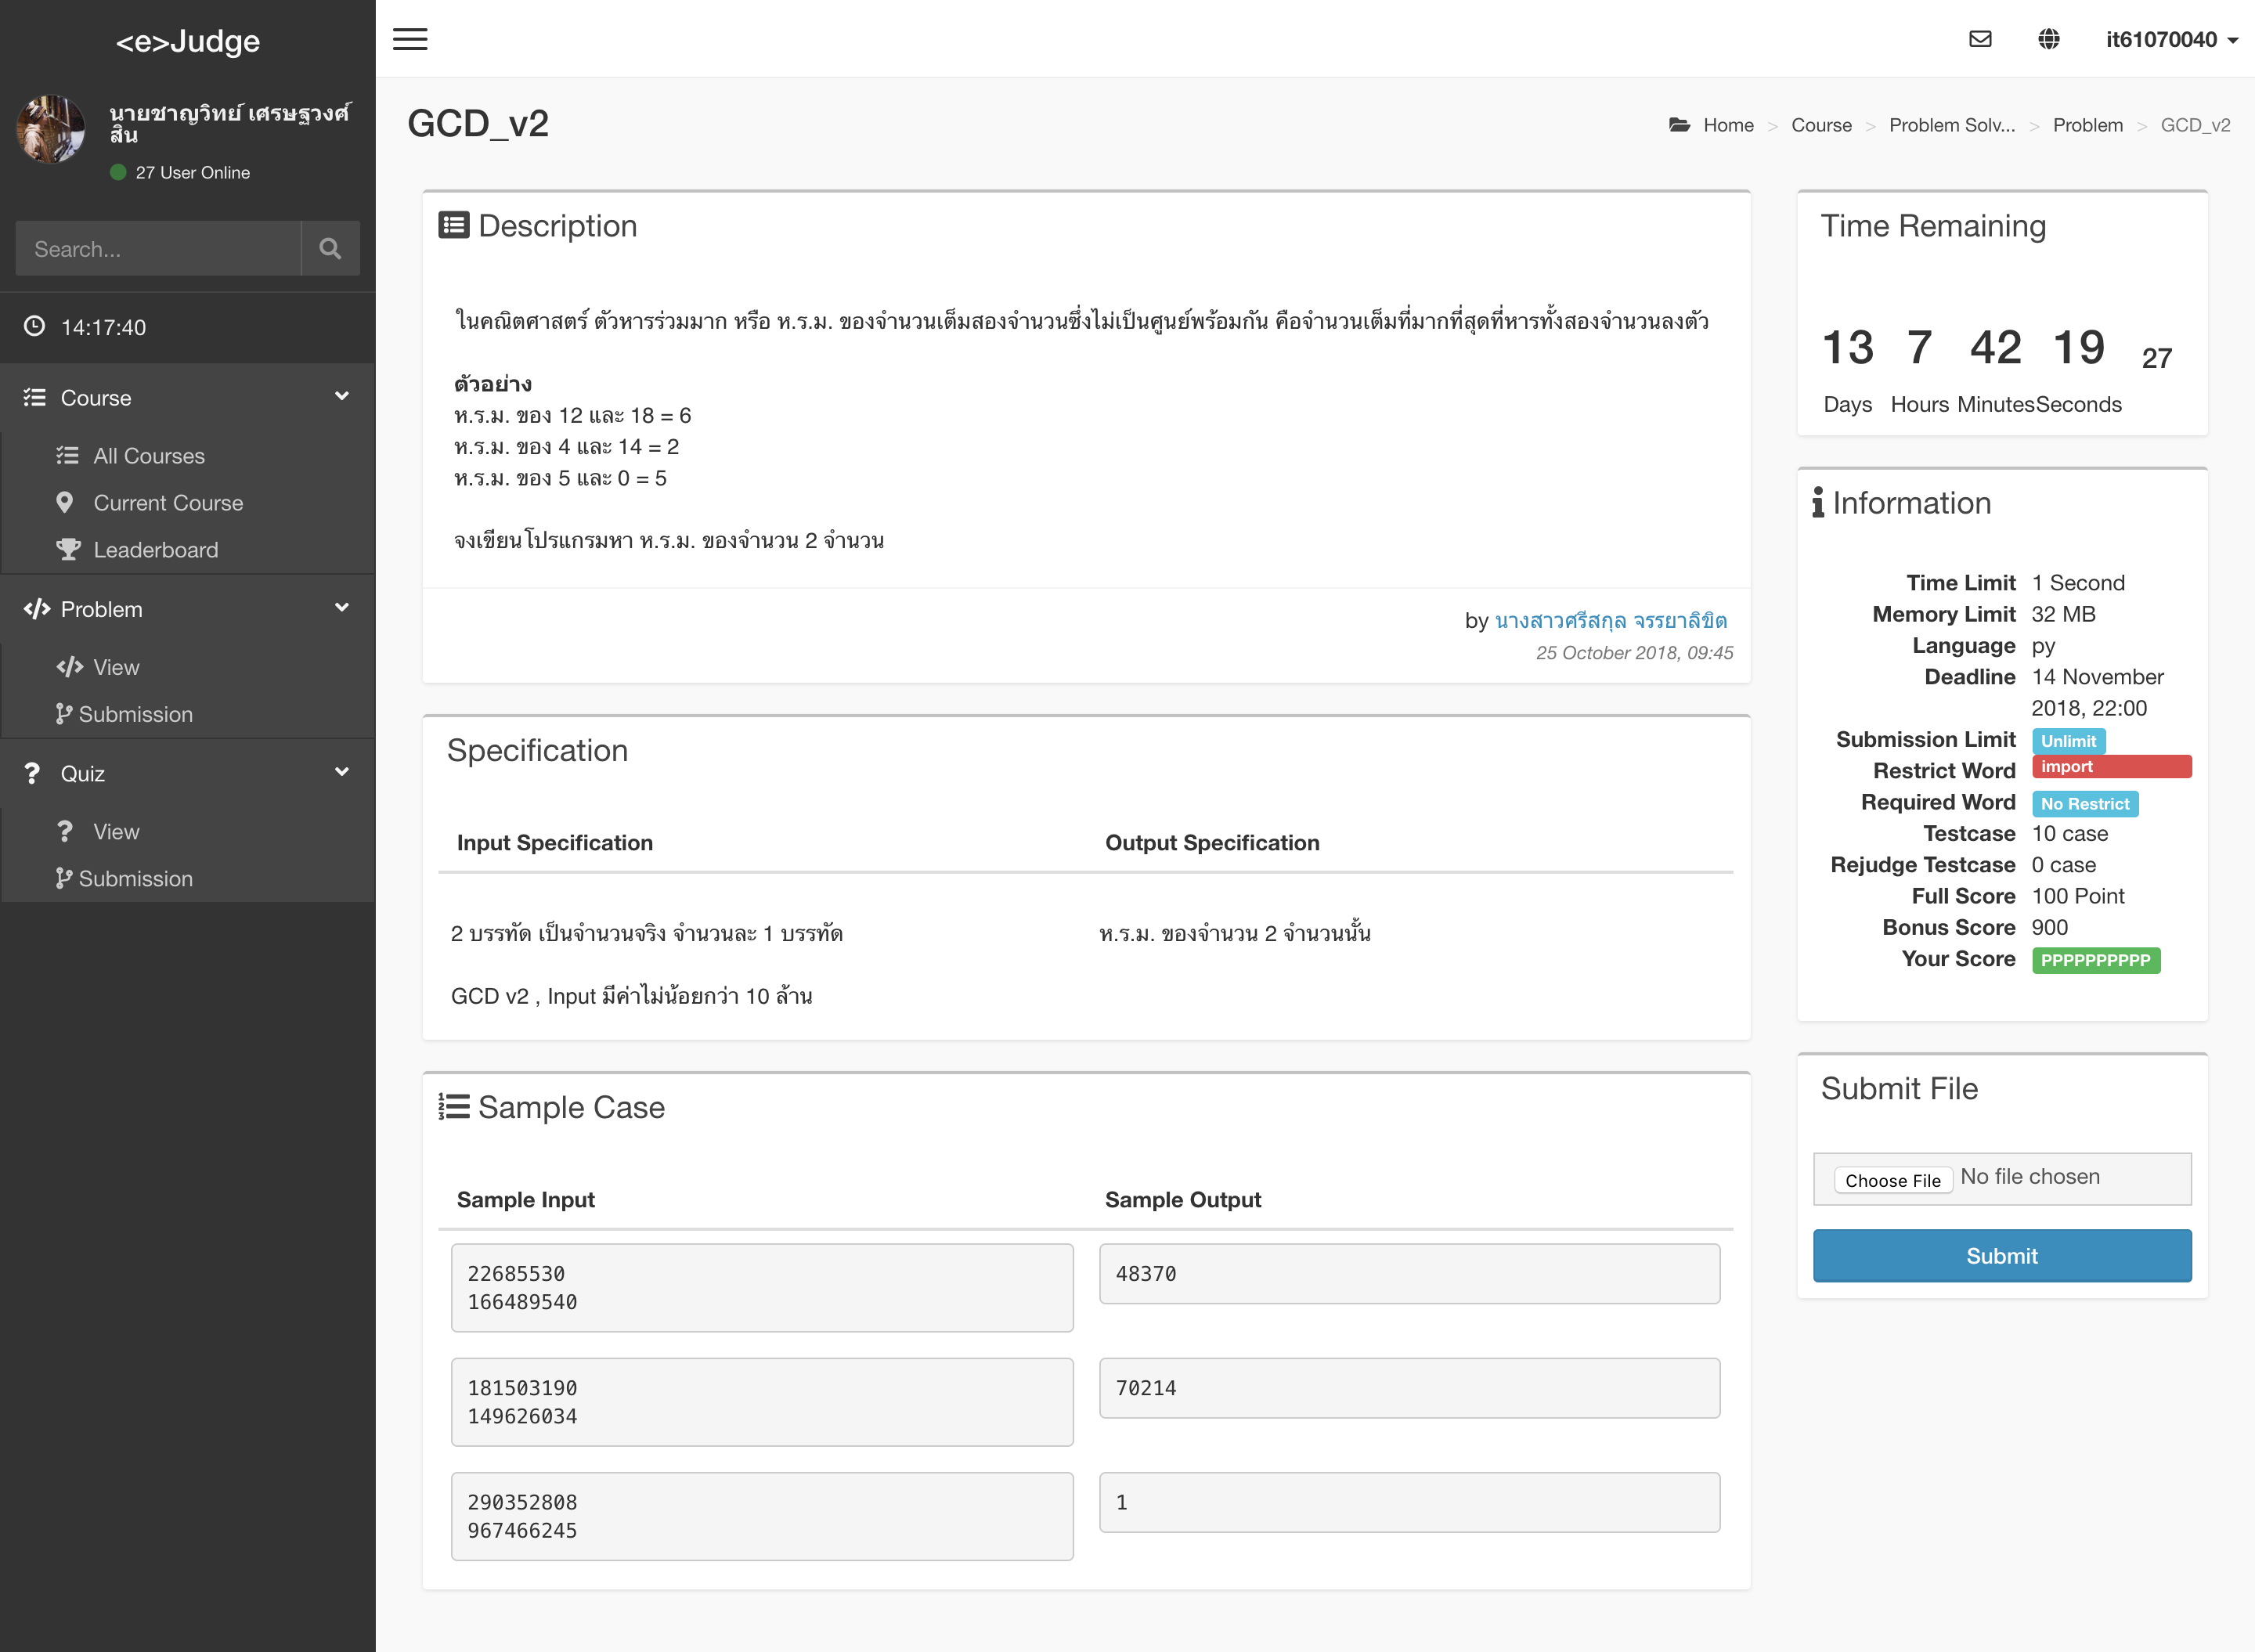 <e>Judge
นายชาญวิทย์ เศรษฐวงศ์
สิน
27 User Online
Search...
14:17:40
Course
All Courses
Current Course
Leaderboard
Problem
View
Submission
Quiz
View
Submission
it61070040
GCD_v2
Home > Course > Problem Solv... > Problem > GCD_v2
Description
ในคณิตศาสตร์ ตัวหารร่วมมาก หรือ ห.ร.ม. ของจำนวนเต็มสองจำนวนซึ่งไม่เป็นศูนย์พร้อมกัน คือจำนวนเต็มที่มากที่สุดที่หารทั้งสองจำนวนลงตัว
ตัวอย่าง
ห.ร.ม. ของ 12 และ 18 = 6
ห.ร.ม. ของ 4 และ 14 = 2
ห.ร.ม. ของ 5 และ 0 = 5
จงเขียนโปรแกรมหา ห.ร.ม. ของจำนวน 2 จำนวน
by นางสาวศรีสกุล จรรยาลิขิต
25 October 2018, 09:45
Specification
Input Specification Output Specification
2 บรรทัด เป็นจำนวนจริง จำนวนละ 1 บรรทัด ห.ร.ม. ของจำนวน 2 จำนวนนั้น
GCD v2 , Input มีค่าไม่น้อยกว่า 10 ล้าน
Sample Case
Sample Input Sample Output
22685530 48370
166489540
181503190 70214
149626034
290352808 1
967466245
Time Remaining
13 7 42 19 27
Days Hours Minutes Seconds
Information
Time Limit 1 Second
Memory Limit 32 MB
Language py
Deadline 14 November
2018, 22:00
Submission Limit Unlimit
Restrict Word import
Required Word No Restrict
Testcase 10 case
Rejudge Testcase 0 case
Full Score 100 Point
Bonus Score 900
Your Score PPPPPPPPPP
Submit File
Choose File No file chosen
Submit